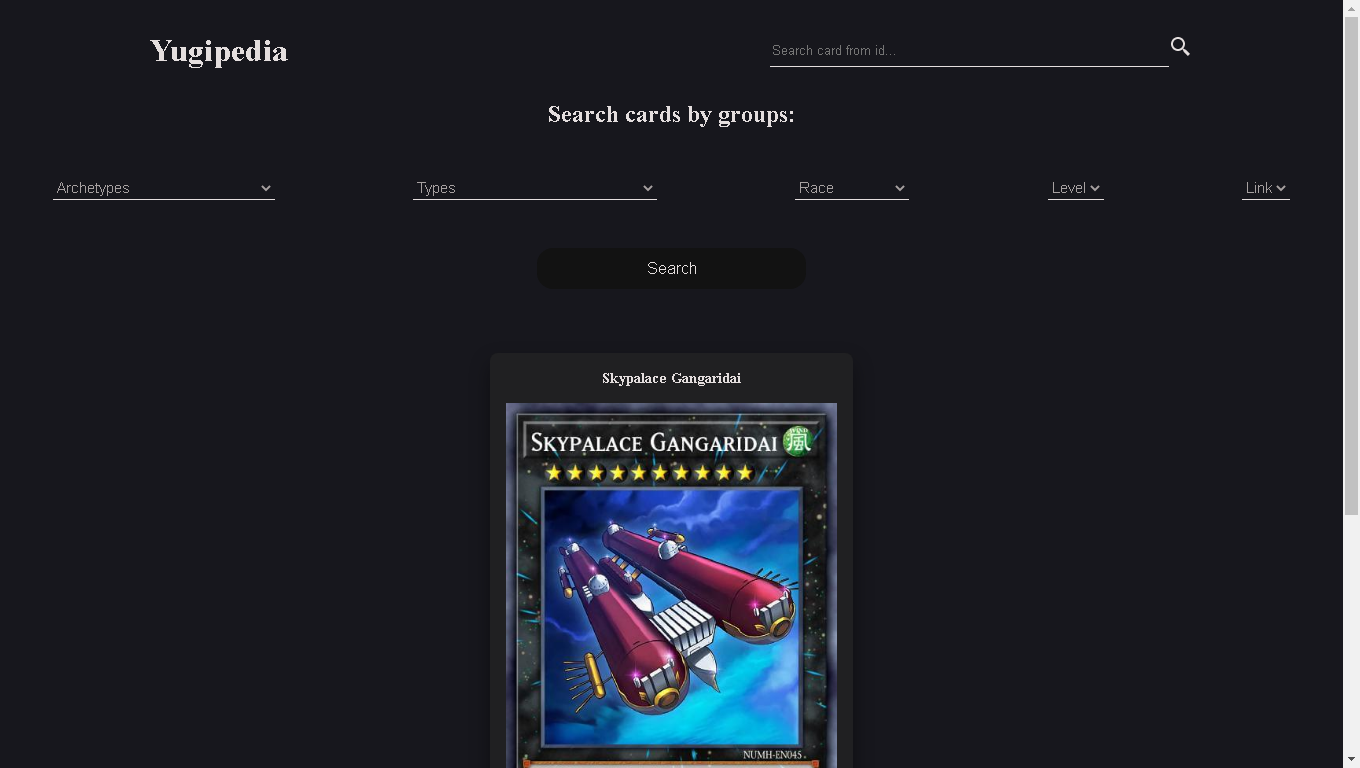 Yugipedia
Search card from id...
Search cards by groups:
Archetypes
Types
Race
Level
Link
Search
Skypalace Gangaridai
SKYPALACE GANGARIDAI
WIND
NUMH-EN045